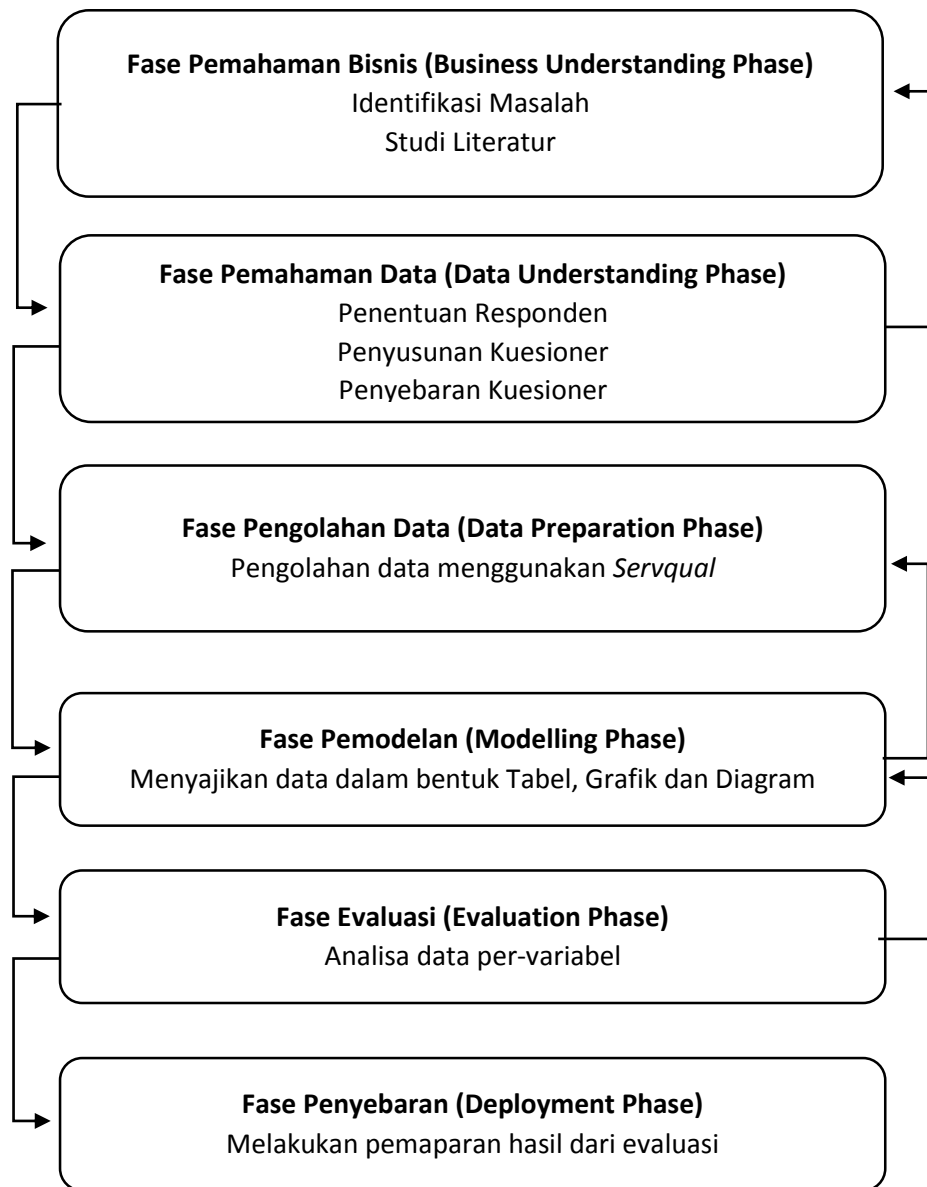 Fase Pemahaman Bisnis (Business Understanding Phase)
Identifikasi Masalah
Studi Literatur
Fase Pemahaman Data (Data Understanding Phase)
Penentuan Responden
Penyusunan Kuesioner
Penyebaran Kuesioner
Fase Pengolahan Data (Data Preparation Phase)
Pengolahan data menggunakan Servqual
Fase Pemodelan (Modelling Phase)
Menyajikan data dalam bentuk Tabel, Grafik dan Diagram
Fase Evaluasi (Evaluation Phase)
Analisa data per-variabel
Fase Penyebaran (Deployment Phase)
Melakukan pemaparan hasil dari evaluasi